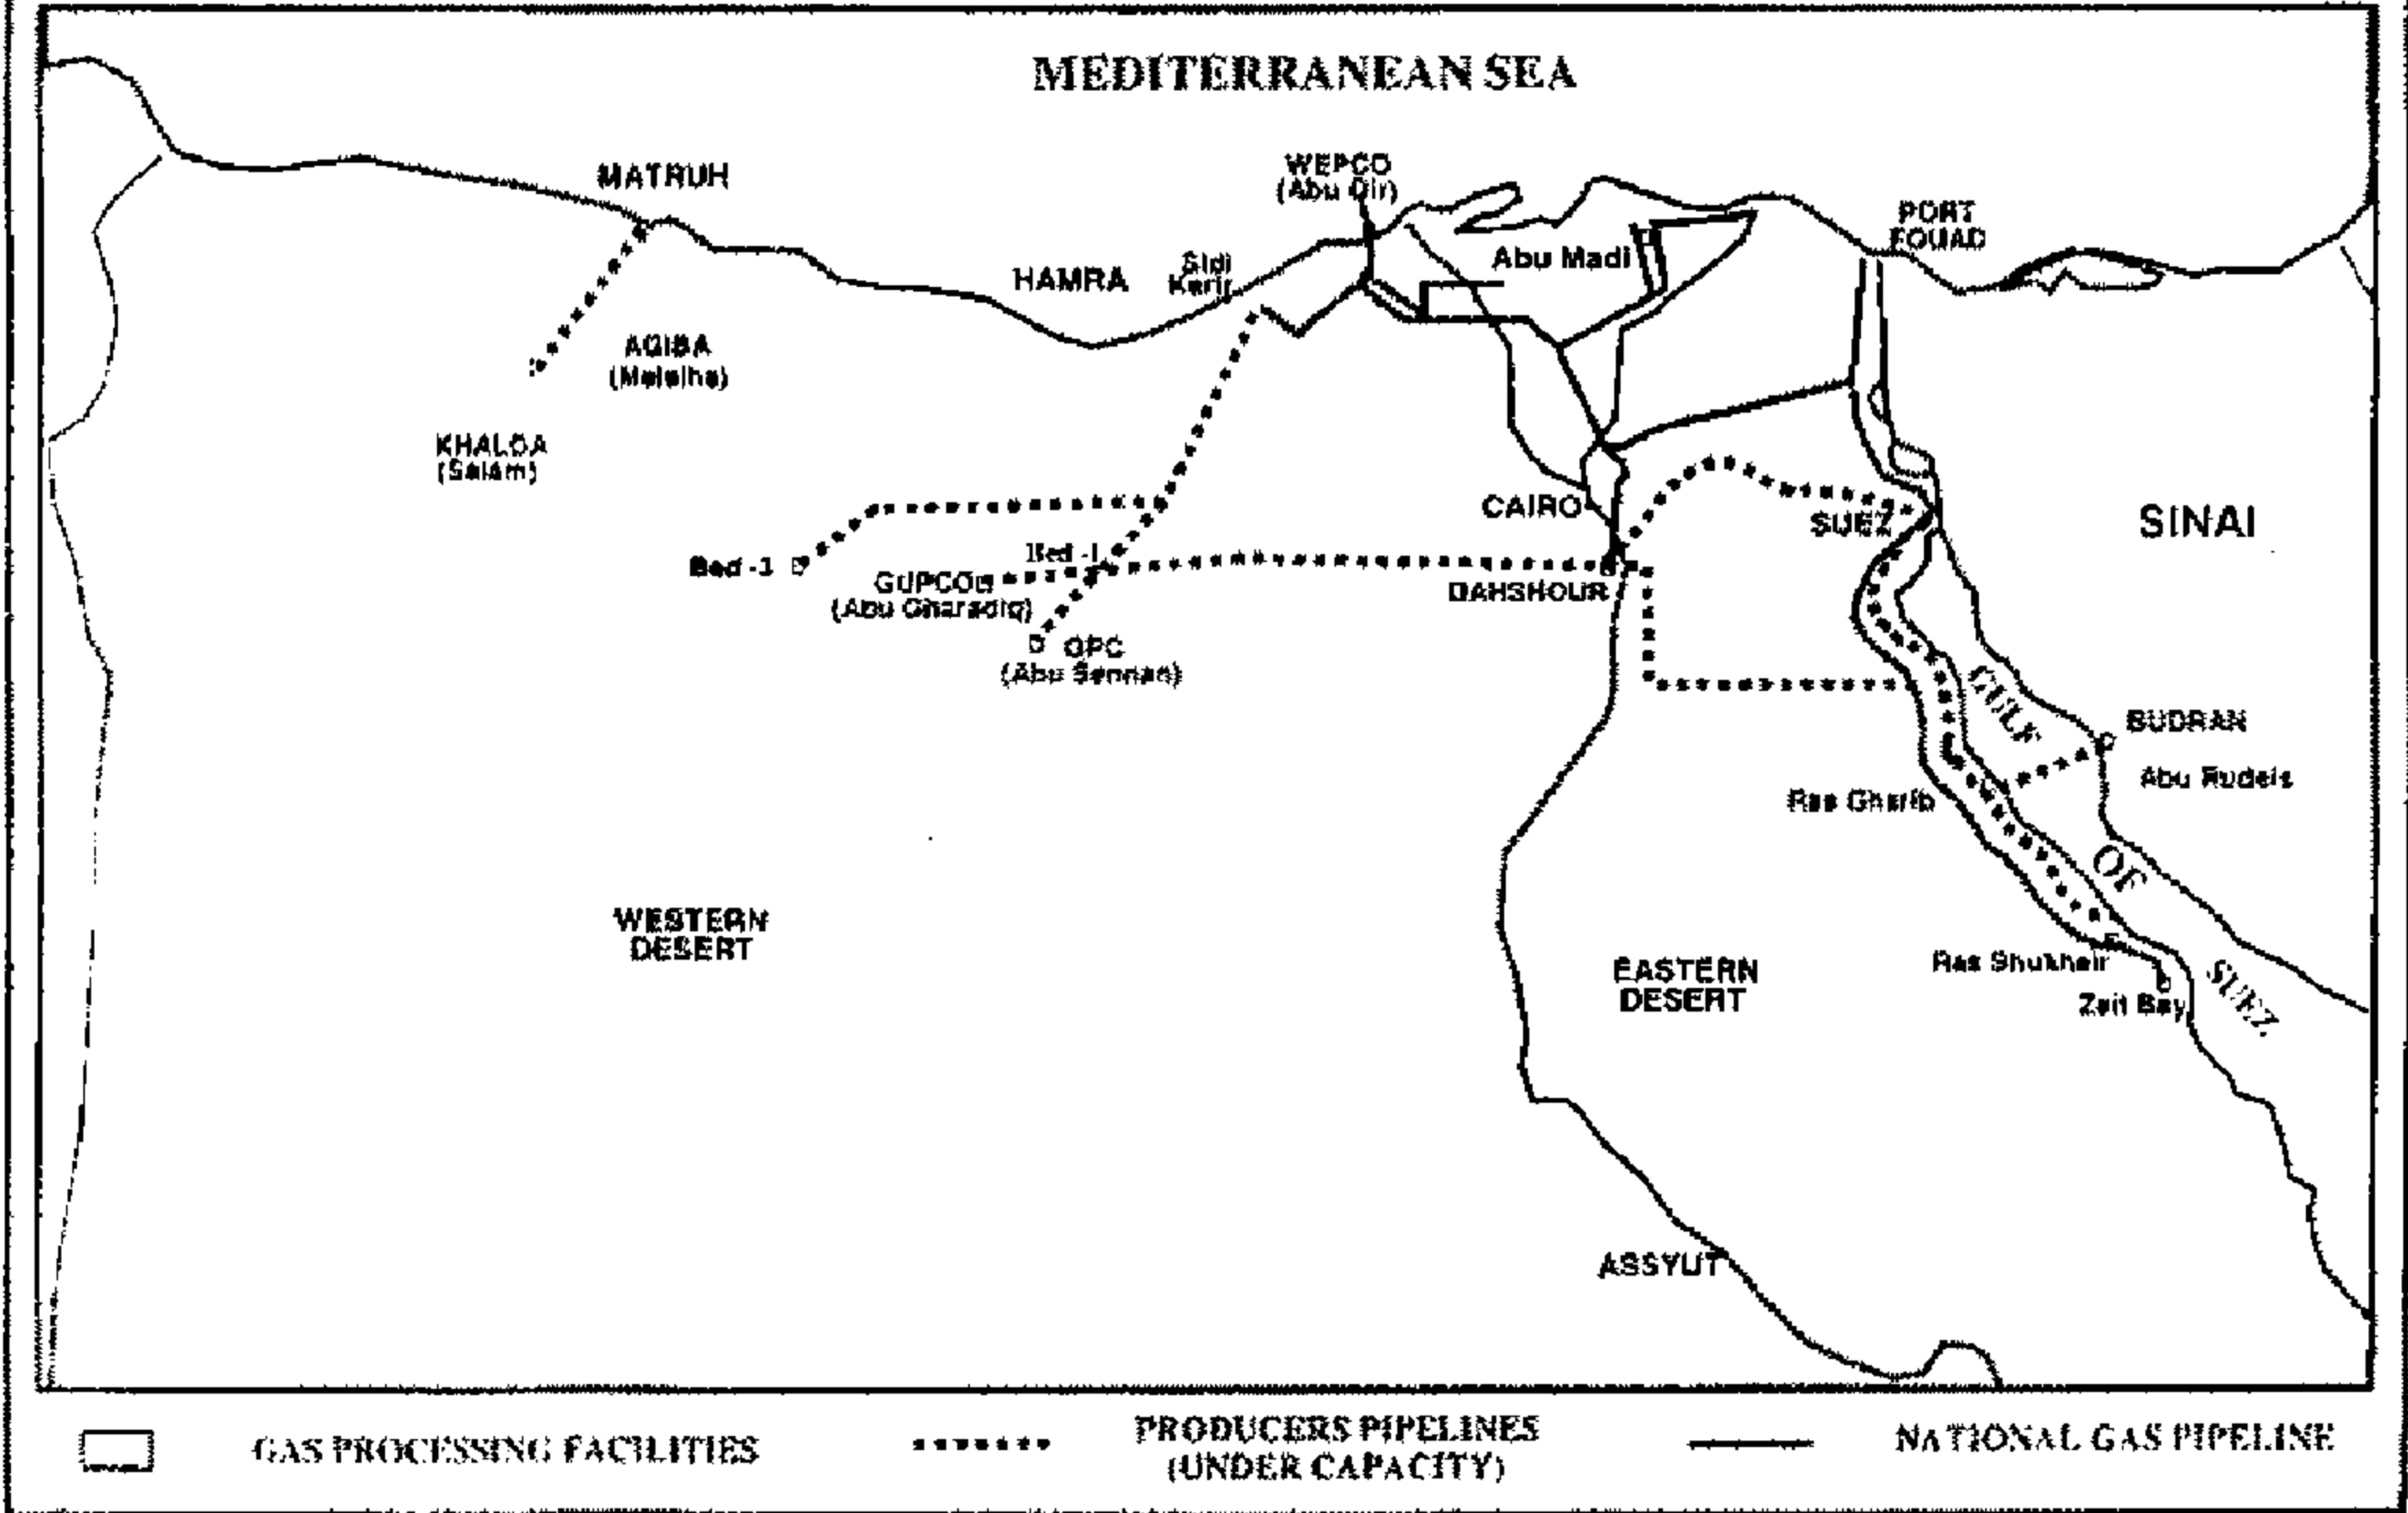 MEDITERRANEAN SEA
MATRUH
WEPCO
(Abu Qir)
PORT
FOUAD
HAMRA
Sidi
Kerir
Abu Madi
AGIBA
(Meleiha)
KHALDA
(Salam)
CAIRO
SUEZ
SINAI
Bed -3
Bed -1
GUPCO
(Abu Gharadiq)
DAHSHOUR
GPC
(Abu Sennan)
GULF
OF
SUEZ
BUDRAN
Abu Rudeis
Ras Gharib
WESTERN
DESERT
EASTERN
DESERT
Ras Shukheir
Zeit Bay
ASSYUT
GAS PROCESSING FACILITIES
PRODUCERS PIPELINES
(UNDER CAPACITY)
NATIONAL GAS PIPELINE